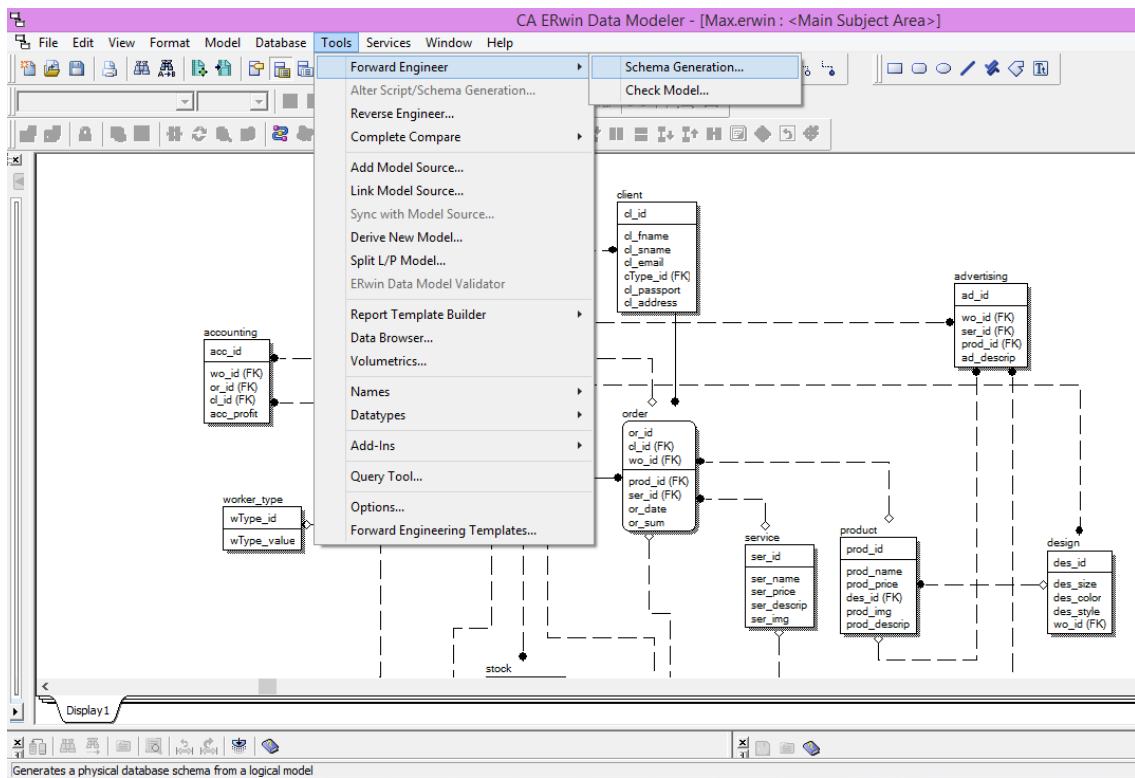 CA ERwin Data Modeler - [Max.erwin : <Main Subject Area>]
File Edit View Format Model Database Tools Services Window Help
Forward Engineer
Alter Script/Schema Generation...
Reverse Engineer...
Complete Compare
Add Model Source...
Link Model Source...
Sync with Model Source...
Derive New Model...
Split L/P Model...
ERwin Data Model Validator
Report Template Builder
Data Browser...
Volumetrics...
Names
Datatypes
Add-Ins
Query Tool...
Options...
Forward Engineering Templates...
Schema Generation...
Check Model...
client
cl_id
cl_fname
cl_sname
cl_email
cType_id (FK)
cl_passport
cl_address
advertising
ad_id
wo_id (FK)
ser_id (FK)
prod_id (FK)
ad_descrip
accounting
acc_id
wo_id (FK)
or_id (FK)
cl_id (FK)
acc_profit
order
or_id
cl_id (FK)
wo_id (FK)
prod_id (FK)
ser_id (FK)
or_date
or_sum
worker_type
wType_id
wType_value
service
ser_id
ser_name
ser_price
ser_descrip
ser_img
product
prod_id
prod_name
prod_price
des_id (FK)
prod_img
prod_descrip
design
des_id
des_size
des_color
des_style
wo_id (FK)
stock
Display1
Generates a physical database schema from a logical model